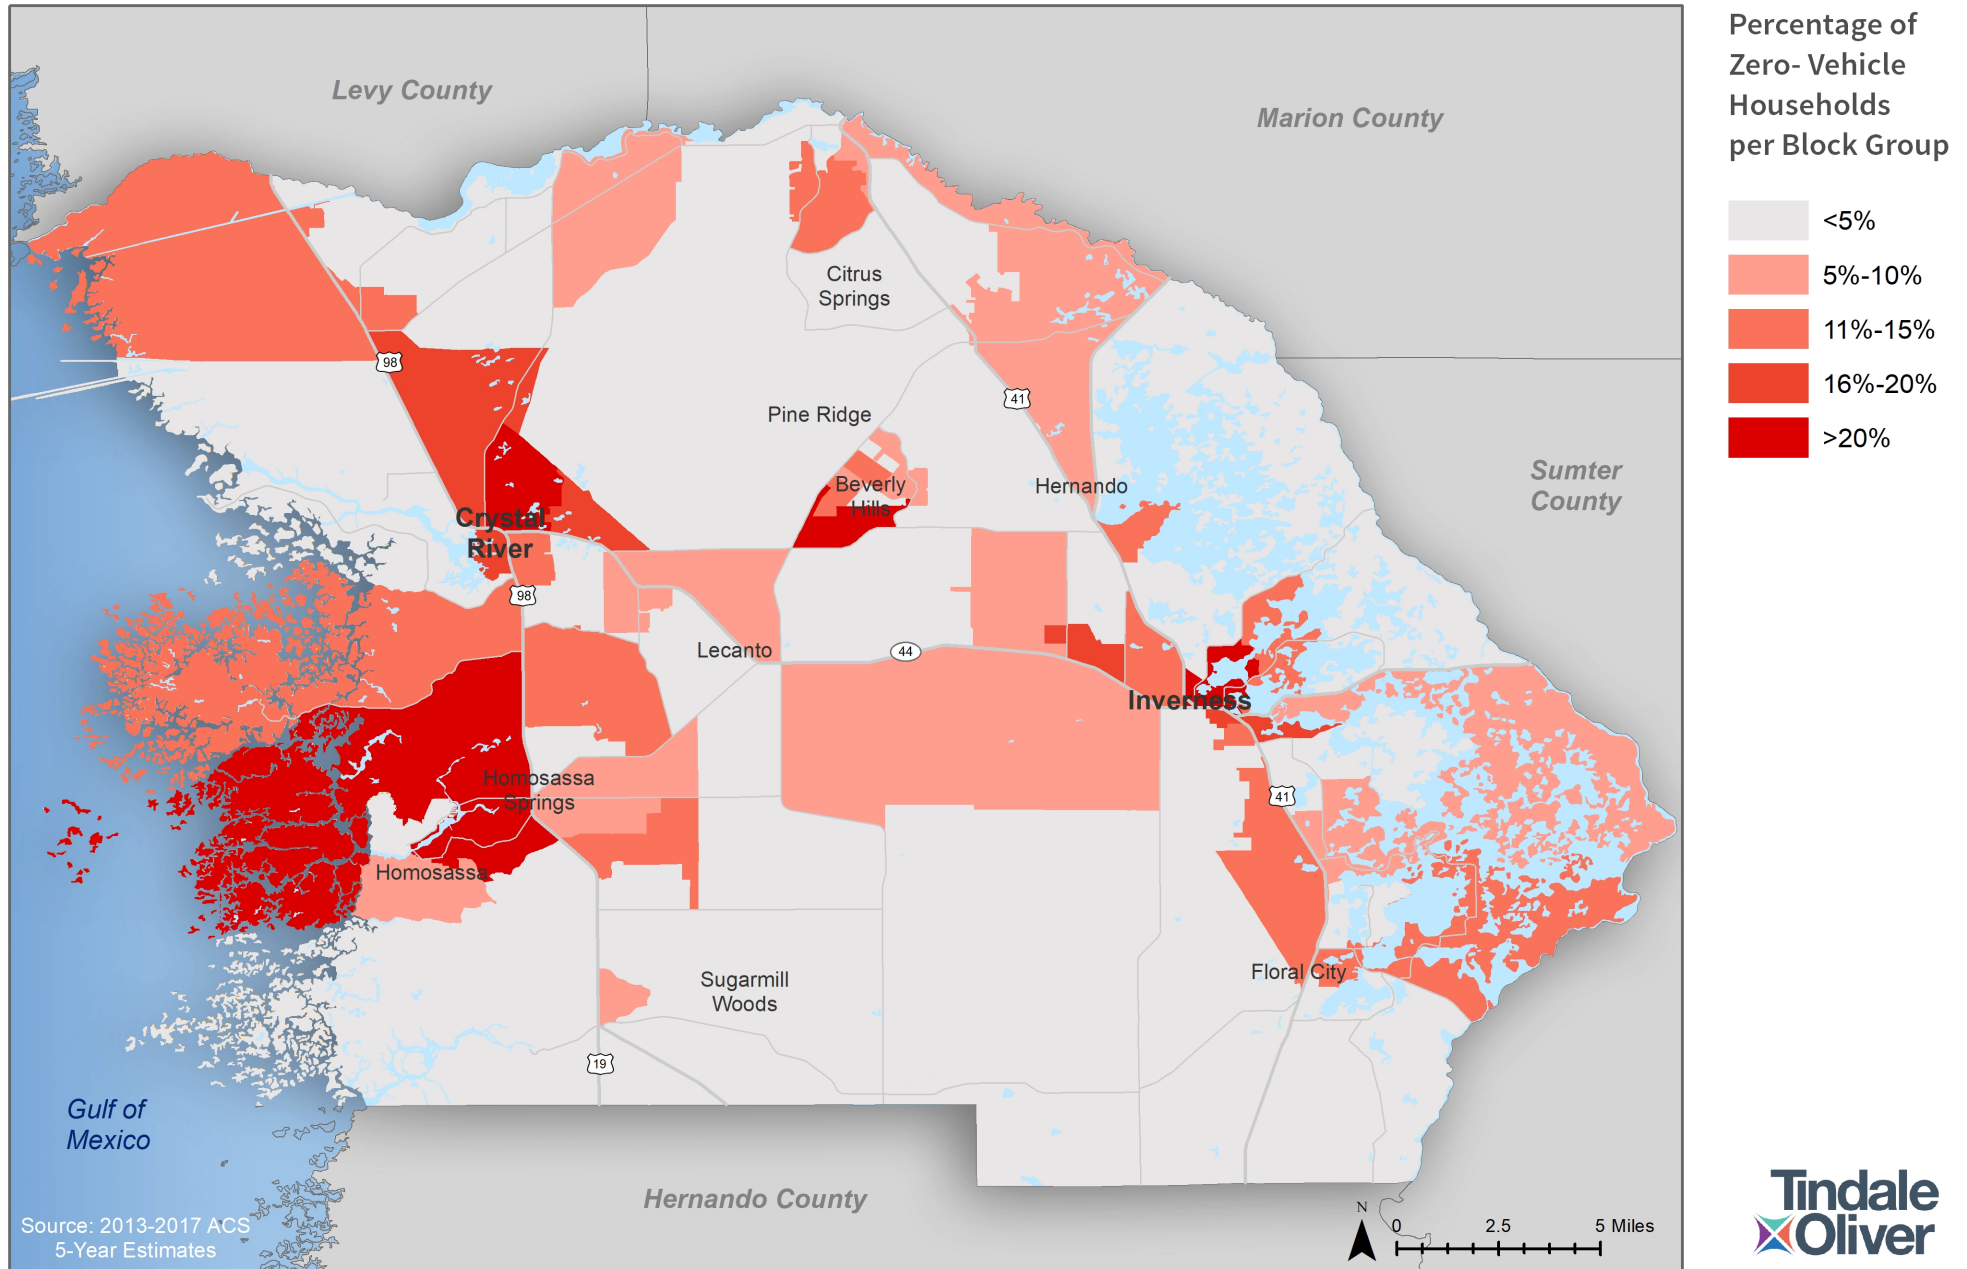 Percentage of
Zero- Vehicle
Households
per Block Group
<5%
5%-10%
11%-15%
16%-20%
>20%
Levy County
Marion County
Sumter
County
Citrus
Springs
98
Pine Ridge
41
Beverly
Hills
Hernando
Crystal
River
98
Lecanto
44
Inverness
Homosassa
Springs
41
Homosassa
Floral City
Sugarmill
Woods
19
Gulf of
Mexico
Hernando County
Source: 2013-2017 ACS
5-Year Estimates
N
0 2.5 5 Miles
Tindale
Oliver